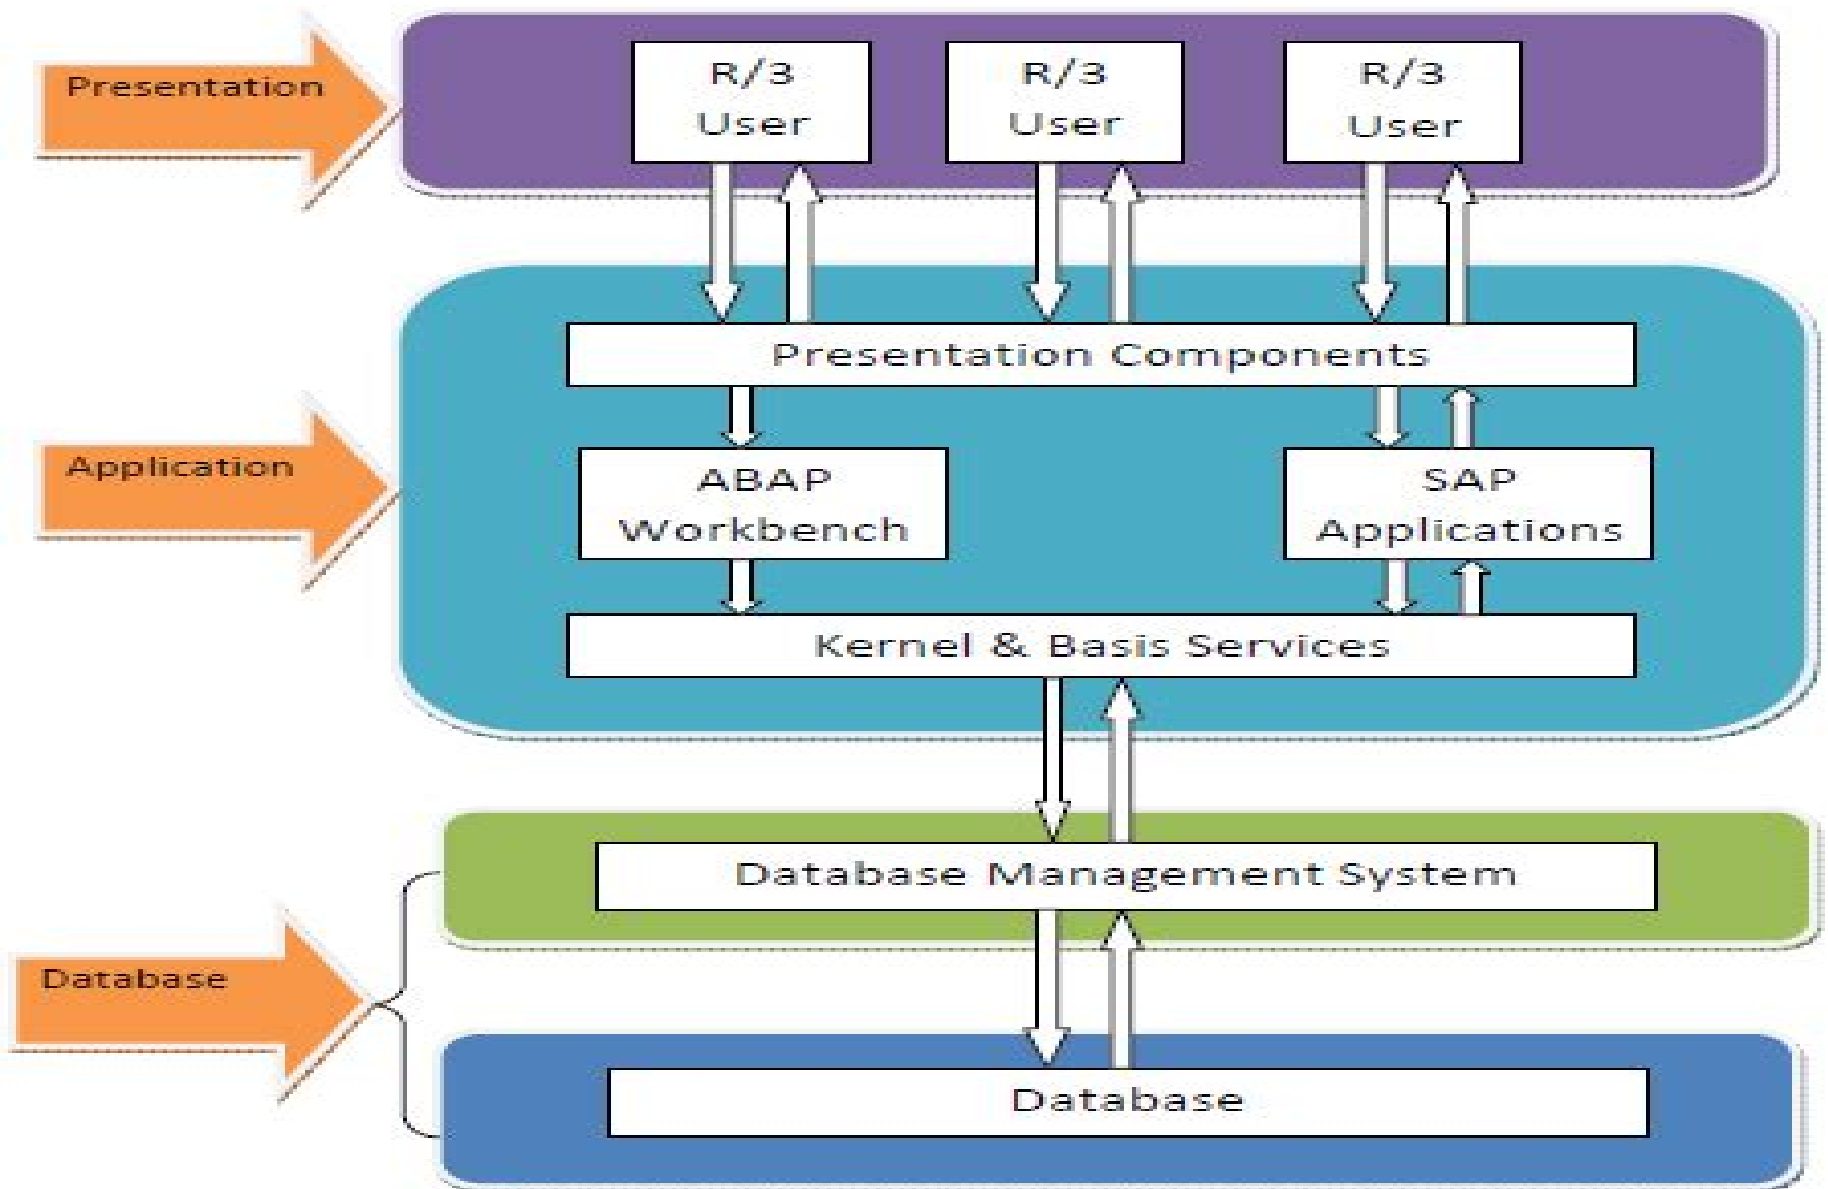 Presentation
R/3
User
R/3
User
R/3
User
Presentation Components
Application
ABAP
Workbench
SAP
Applications
Kernel & Basis Services
Database Management System
Database
Database